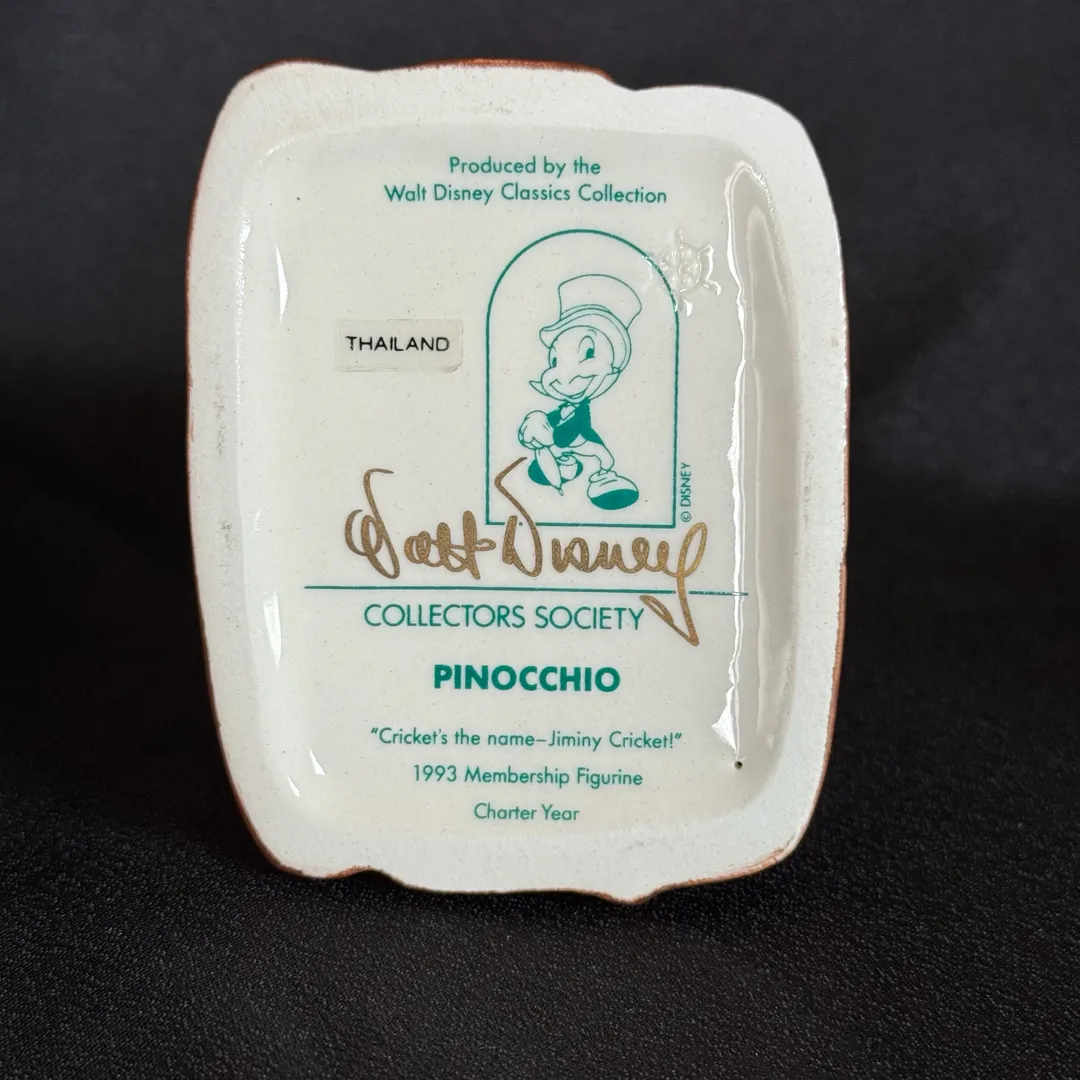 Produced by the
Walt Disney Classics Collection
THAILAND
© DISNEY
Walt Disney
COLLECTORS SOCIETY
PINOCCHIO
"Cricket's the name–Jiminy Cricket!"
1993 Membership Figurine
Charter Year